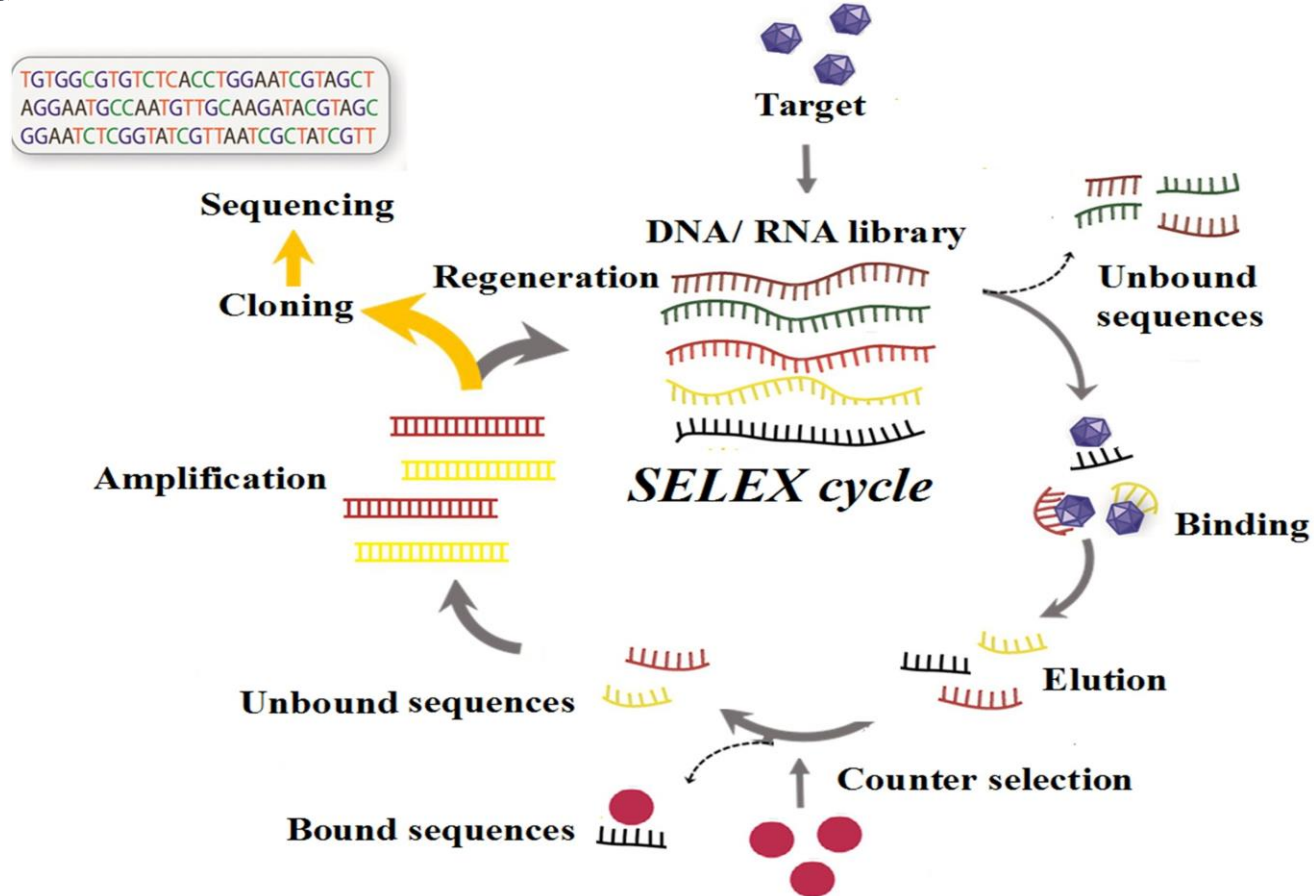 TGTGGCGTGTCTCACCTGGAATCGTAGCT
AGGAATGCCAATGTTGCAAGATACGTAGC
GGAATCTCGGTATCGTTAATCGCTATCGTT
Target
Sequencing
DNA/ RNA library
Regeneration
Unbound
sequences
Cloning
SELEX cycle
Amplification
Binding
Elution
Unbound sequences
Counter selection
Bound sequences